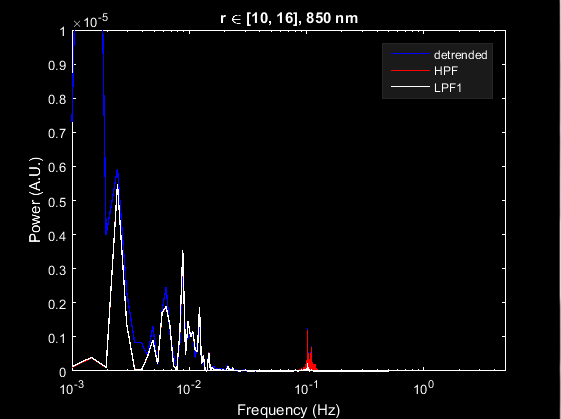 r ∈ [10, 16], 850 nm
×10⁻⁵
1
0.9
0.8
0.7
0.6
0.5
0.4
0.3
0.2
0.1
0
Power (A.U.)
detrended
HPF
LPF1
10⁻³ 10⁻² 10⁻¹ 10⁰
Frequency (Hz)